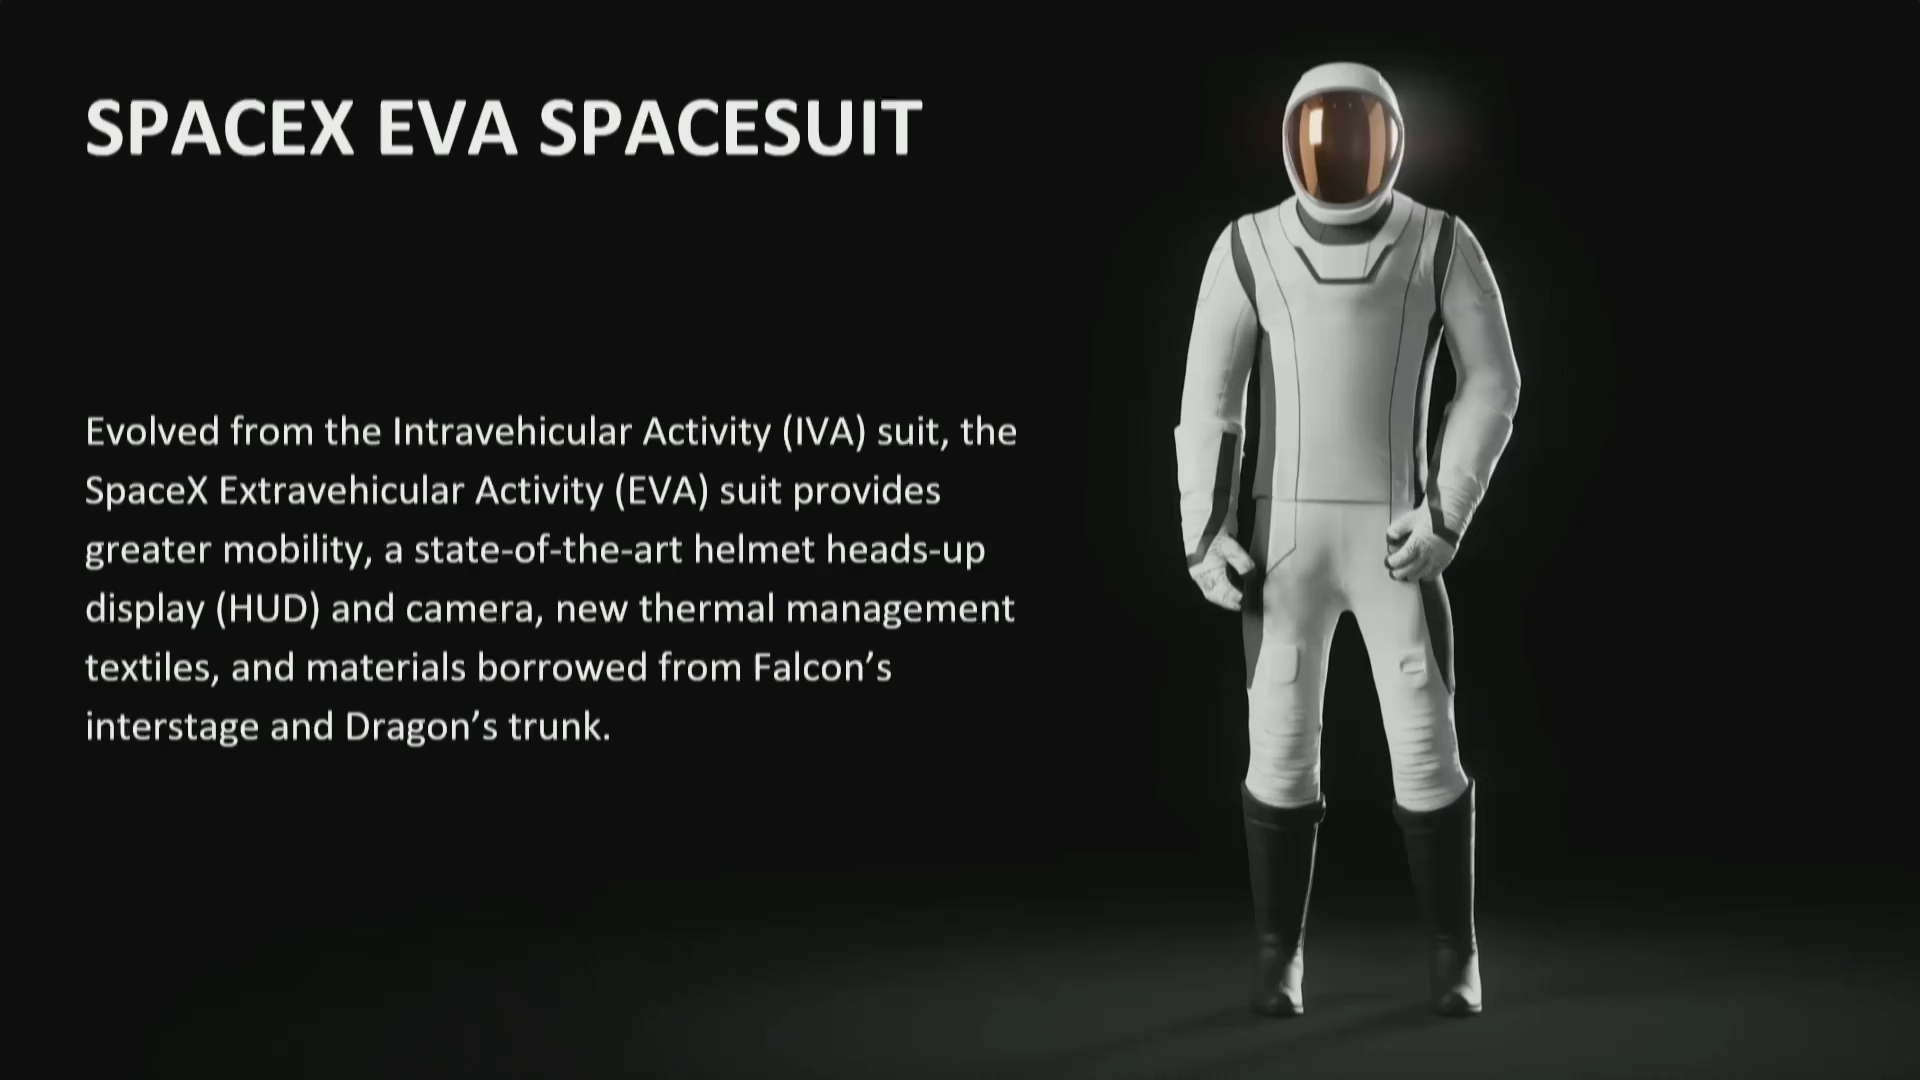 SPACEX EVA SPACESUIT
Evolved from the Intravehicular Activity (IVA) suit, the
SpaceX Extravehicular Activity (EVA) suit provides
greater mobility, a state-of-the-art helmet heads-up
display (HUD) and camera, new thermal management
textiles, and materials borrowed from Falcon’s
interstage and Dragon’s trunk.